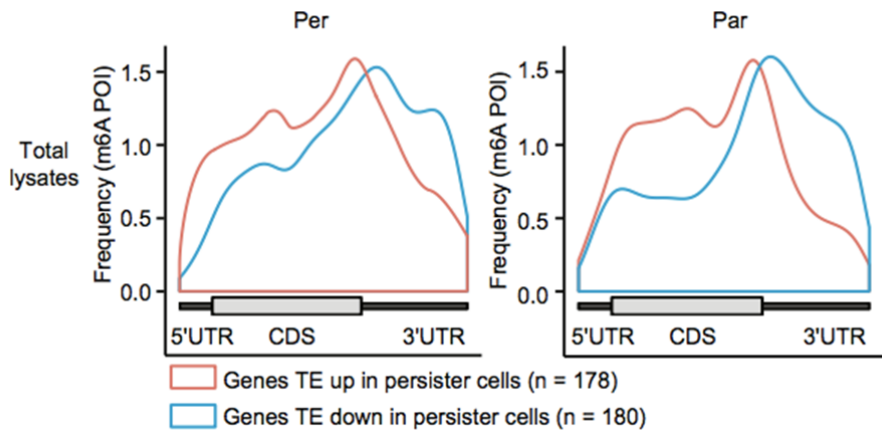 Per
Par
Total
lysates
Frequency (m6A POI)
1.5
1.0
0.5
0.0
5'UTR CDS 3'UTR
Frequency (m6A POI)
1.5
1.0
0.5
0.0
5'UTR CDS 3'UTR
Genes TE up in persister cells (n = 178)
Genes TE down in persister cells (n = 180)